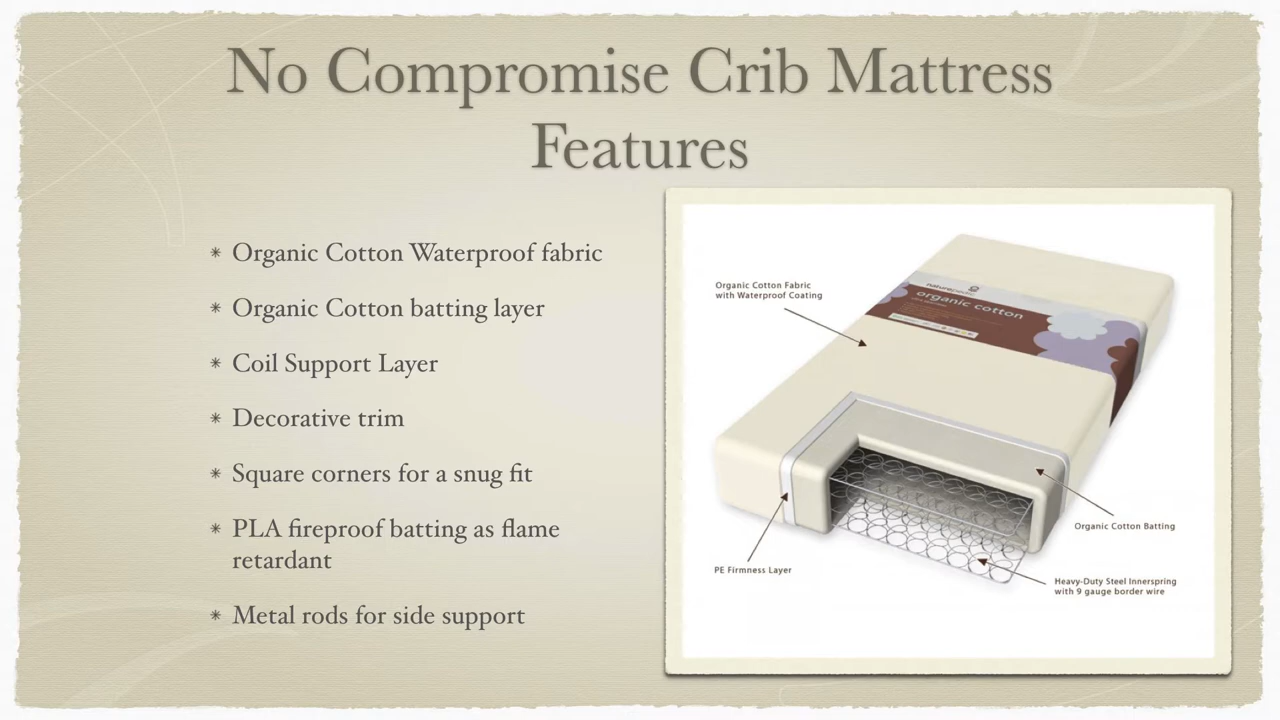 No Compromise Crib Mattress
Features
* Organic Cotton Waterproof fabric
* Organic Cotton batting layer
* Coil Support Layer
* Decorative trim
* Square corners for a snug fit
* PLA fireproof batting as flame
retardant
* Metal rods for side support
Organic Cotton Fabric
with Waterproof Coating
naturepedic
organic cotton
PE Firmness Layer
Organic Cotton Batting
Heavy-Duty Steel Innerspring
with 9 gauge border wire